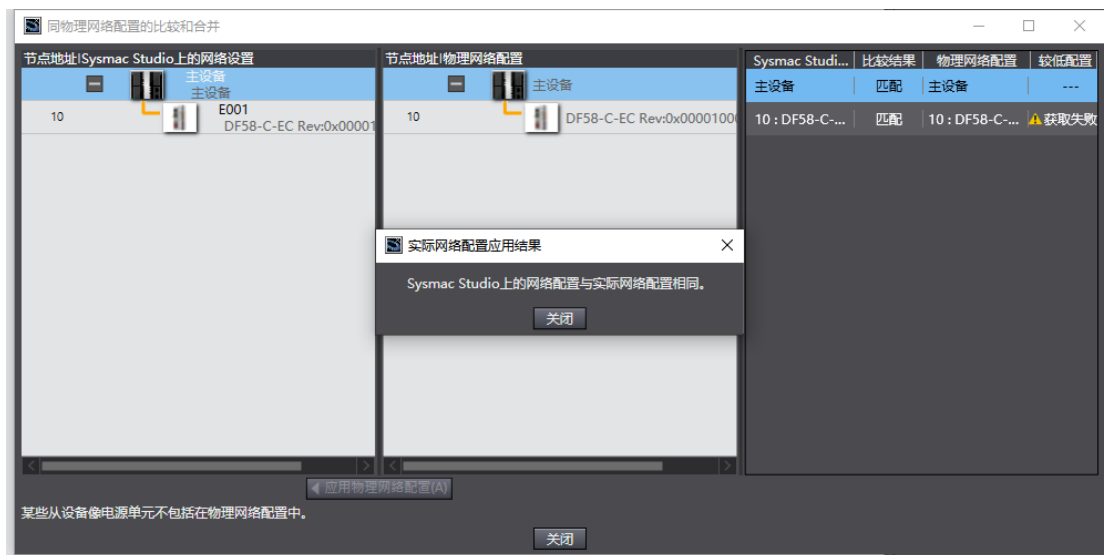 同物理网络配置的比较和合并
节点地址|Sysmac Studio上的网络设置
主设备
主设备
10
E001
DF58-C-EC Rev:0x00001
节点地址|物理网络配置
主设备
10
DF58-C-EC Rev:0x00001000
Sysmac Studi... 比较结果 物理网络配置 较低配置
主设备 匹配 主设备 ---
10 : DF58-C-... 匹配 10 : DF58-C-... 获取失败
实际网络配置应用结果
Sysmac Studio上的网络配置与实际网络配置相同。
关闭
应用物理网络配置(A)
某些从设备像电源单元不包括在物理网络配置中。
关闭